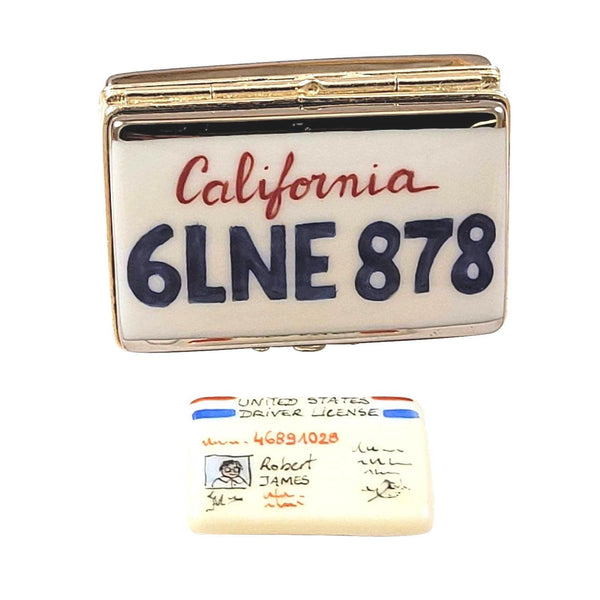 California
6LNE 878
UNITED STATES
DRIVER LICENSE
46891028
Robert
JAMES